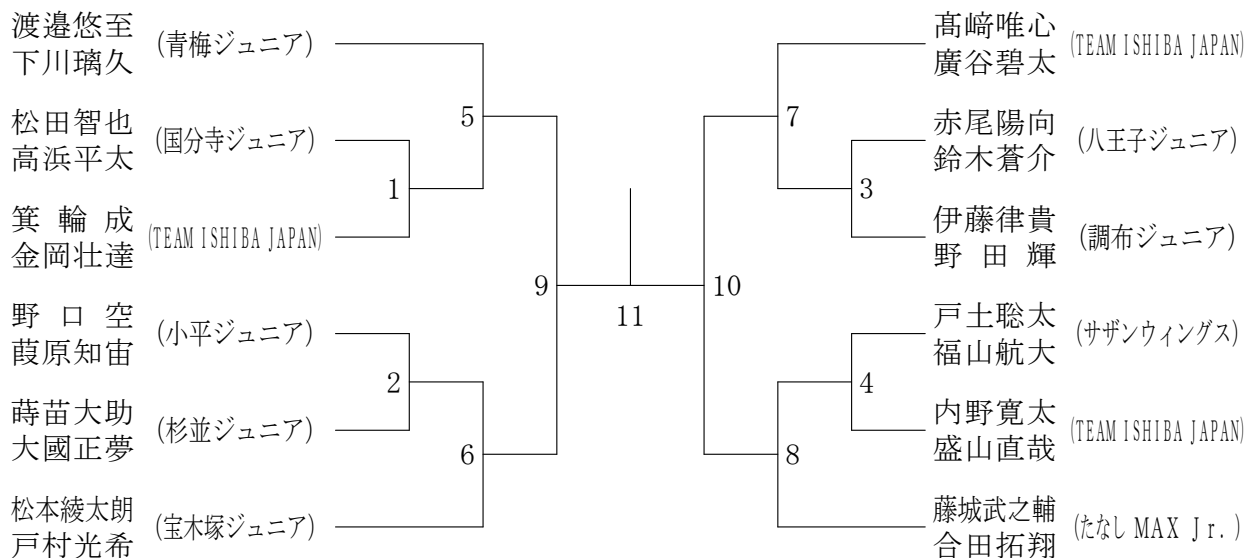 渡邉悠至
下川璃久
(青梅ジュニア)
松田智也
高浜平太
(国分寺ジュニア)
箕輪成
金岡壮達
(TEAM ISHIBA JAPAN)
野口空
葭原知宙
(小平ジュニア)
蒔苗大助
大國正夢
(杉並ジュニア)
松本綾太朗
戸村光希
(宝木塚ジュニア)
5
1
2
6
9
11
10
7
3
4
8
髙﨑唯心
廣谷碧太
(TEAM ISHIBA JAPAN)
赤尾陽向
鈴木蒼介
(八王子ジュニア)
伊藤律貴
野田輝
(調布ジュニア)
戸土聡太
福山航大
(サザンウィングス)
内野寛太
盛山直哉
(TEAM ISHIBA JAPAN)
藤城武之輔
合田拓翔
(たなし MAX Jr.)